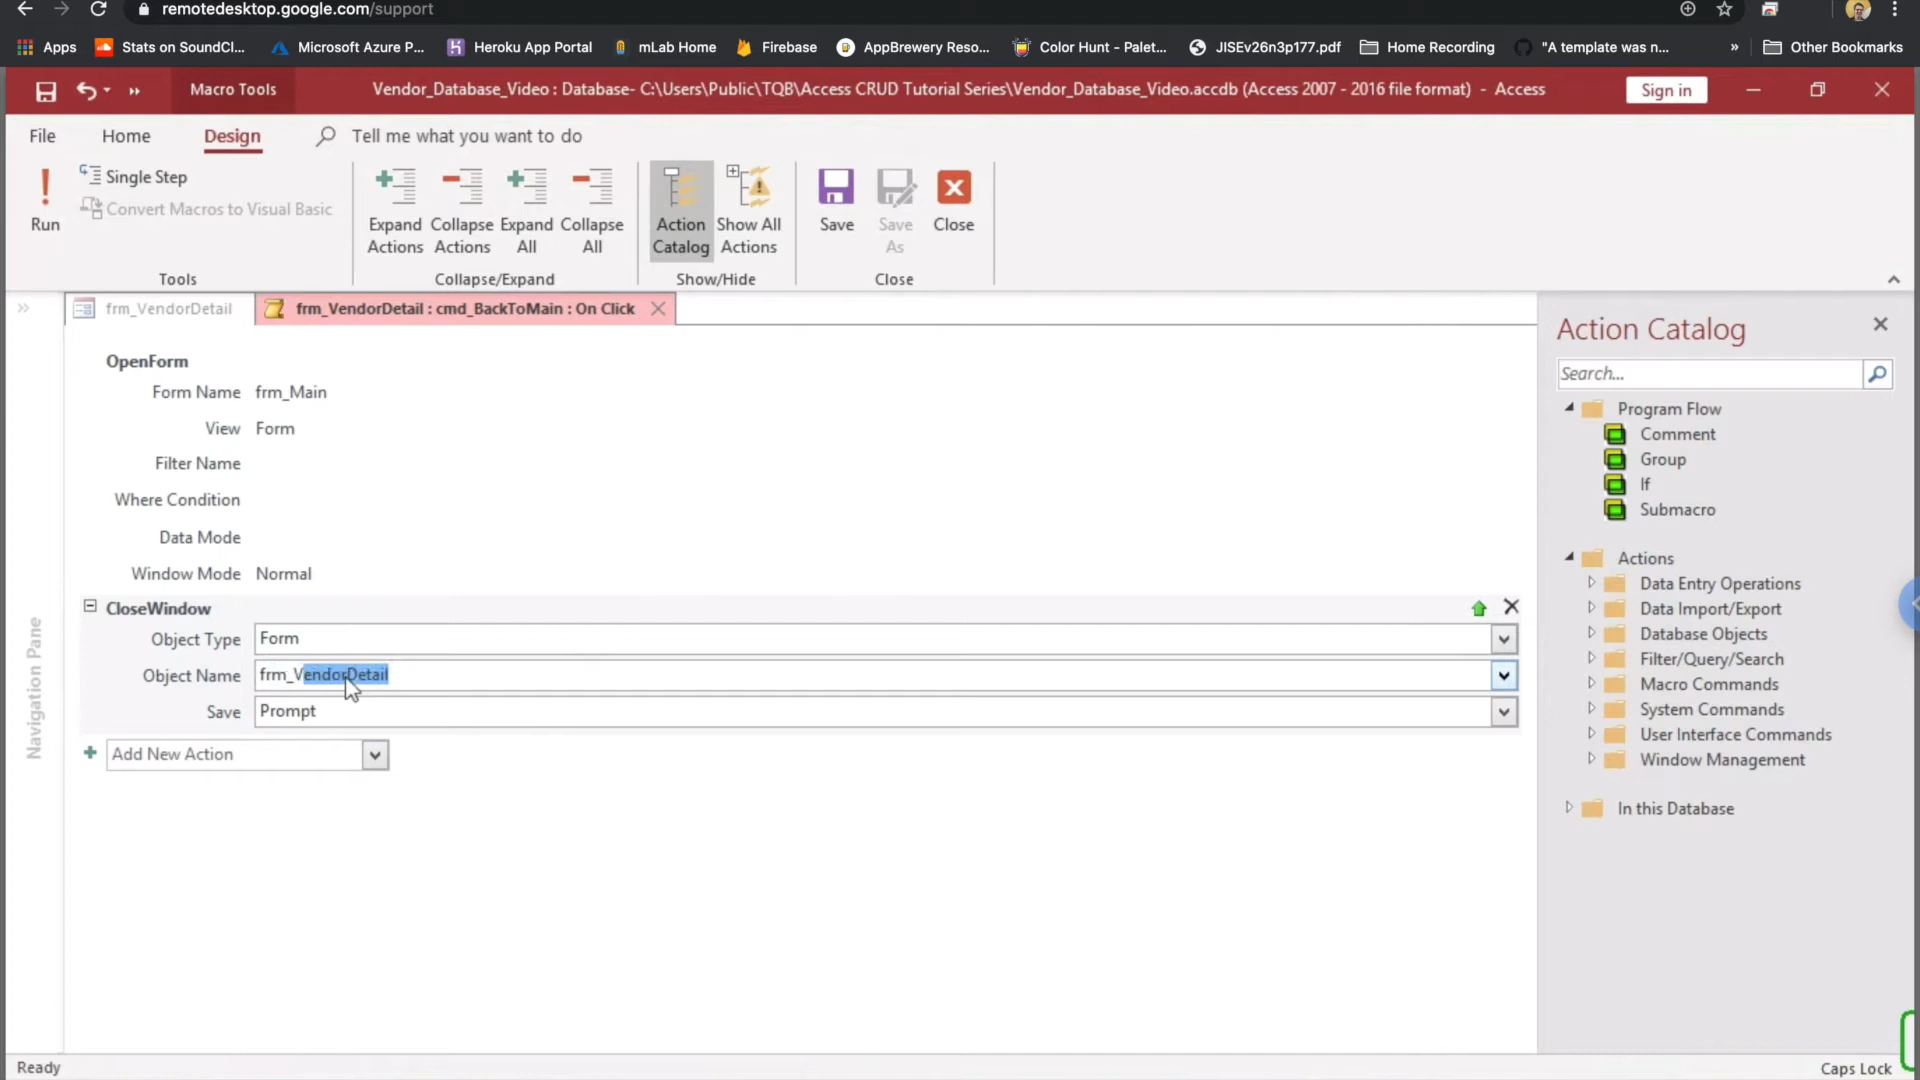 remotedesktop.google.com/support
Apps Stats on SoundCl... Microsoft Azure P... Heroku App Portal mLab Home Firebase AppBrewery Reso... Color Hunt - Palet... JISEv26n3p177.pdf Home Recording "A template was n... » Other Bookmarks
Macro Tools Vendor_Database_Video : Database- C:\Users\Public\TQB\Access CRUD Tutorial Series\Vendor_Database_Video.accdb (Access 2007 - 2016 file format) - Access Sign in
File Home Design Tell me what you want to do
Run
Single Step
Convert Macros to Visual Basic
Tools
Expand Actions
Collapse Actions
Expand All
Collapse All
Collapse/Expand
Action Catalog
Show All Actions
Show/Hide
Save
Save As
Close
Close
frm_VendorDetail
frm_VendorDetail : cmd_BackToMain : On Click
Navigation Pane
OpenForm
Form Name frm_Main
View Form
Filter Name
Where Condition
Data Mode
Window Mode Normal
CloseWindow
Object Type Form
Object Name frm_VendorDetail
Save Prompt
Add New Action
Action Catalog
Search...
Program Flow
Comment
Group
If
Submacro
Actions
Data Entry Operations
Data Import/Export
Database Objects
Filter/Query/Search
Macro Commands
System Commands
User Interface Commands
Window Management
In this Database
Ready
Caps Lock